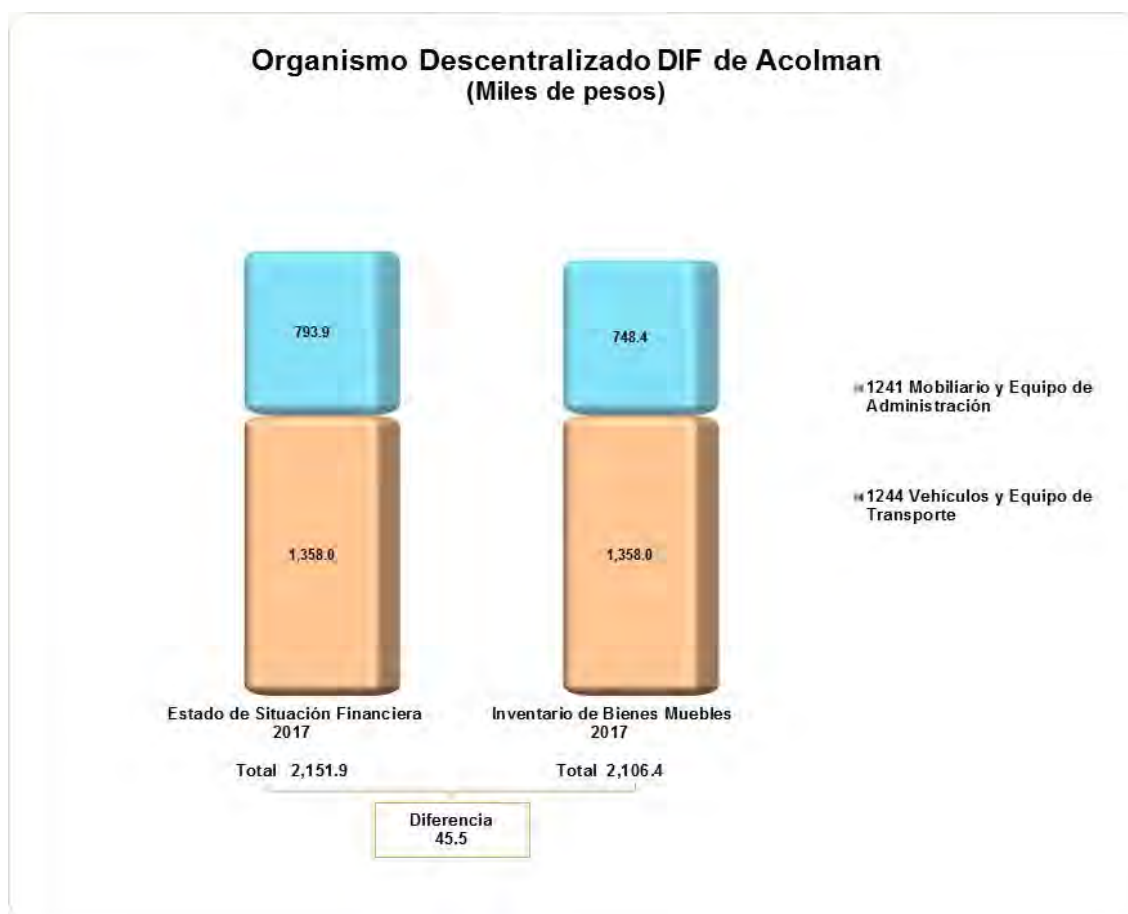 Organismo Descentralizado DIF de Acolman
(Miles de pesos)
793.9
748.4
1,358.0
1,358.0
1241 Mobiliario y Equipo de
Administración
1244 Vehículos y Equipo de
Transporte
Estado de Situación Financiera
2017
Inventario de Bienes Muebles
2017
Total 2,151.9
Total 2,106.4
Diferencia
45.5